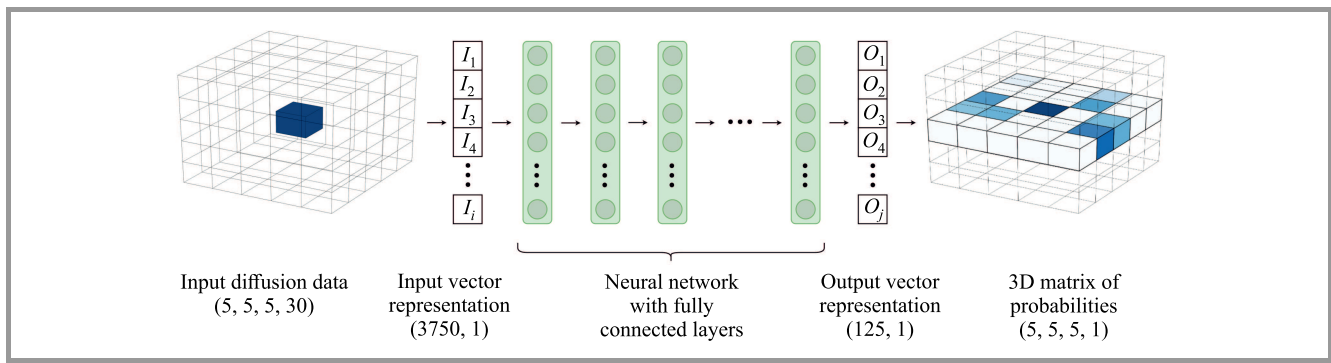 I1
I2
I3
I4
Ii
O1
O2
O3
O4
Oj
Input diffusion data
(5, 5, 5, 30)
Input vector
representation
(3750, 1)
Neural network
with fully
connected layers
Output vector
representation
(125, 1)
3D matrix of
probabilities
(5, 5, 5, 1)